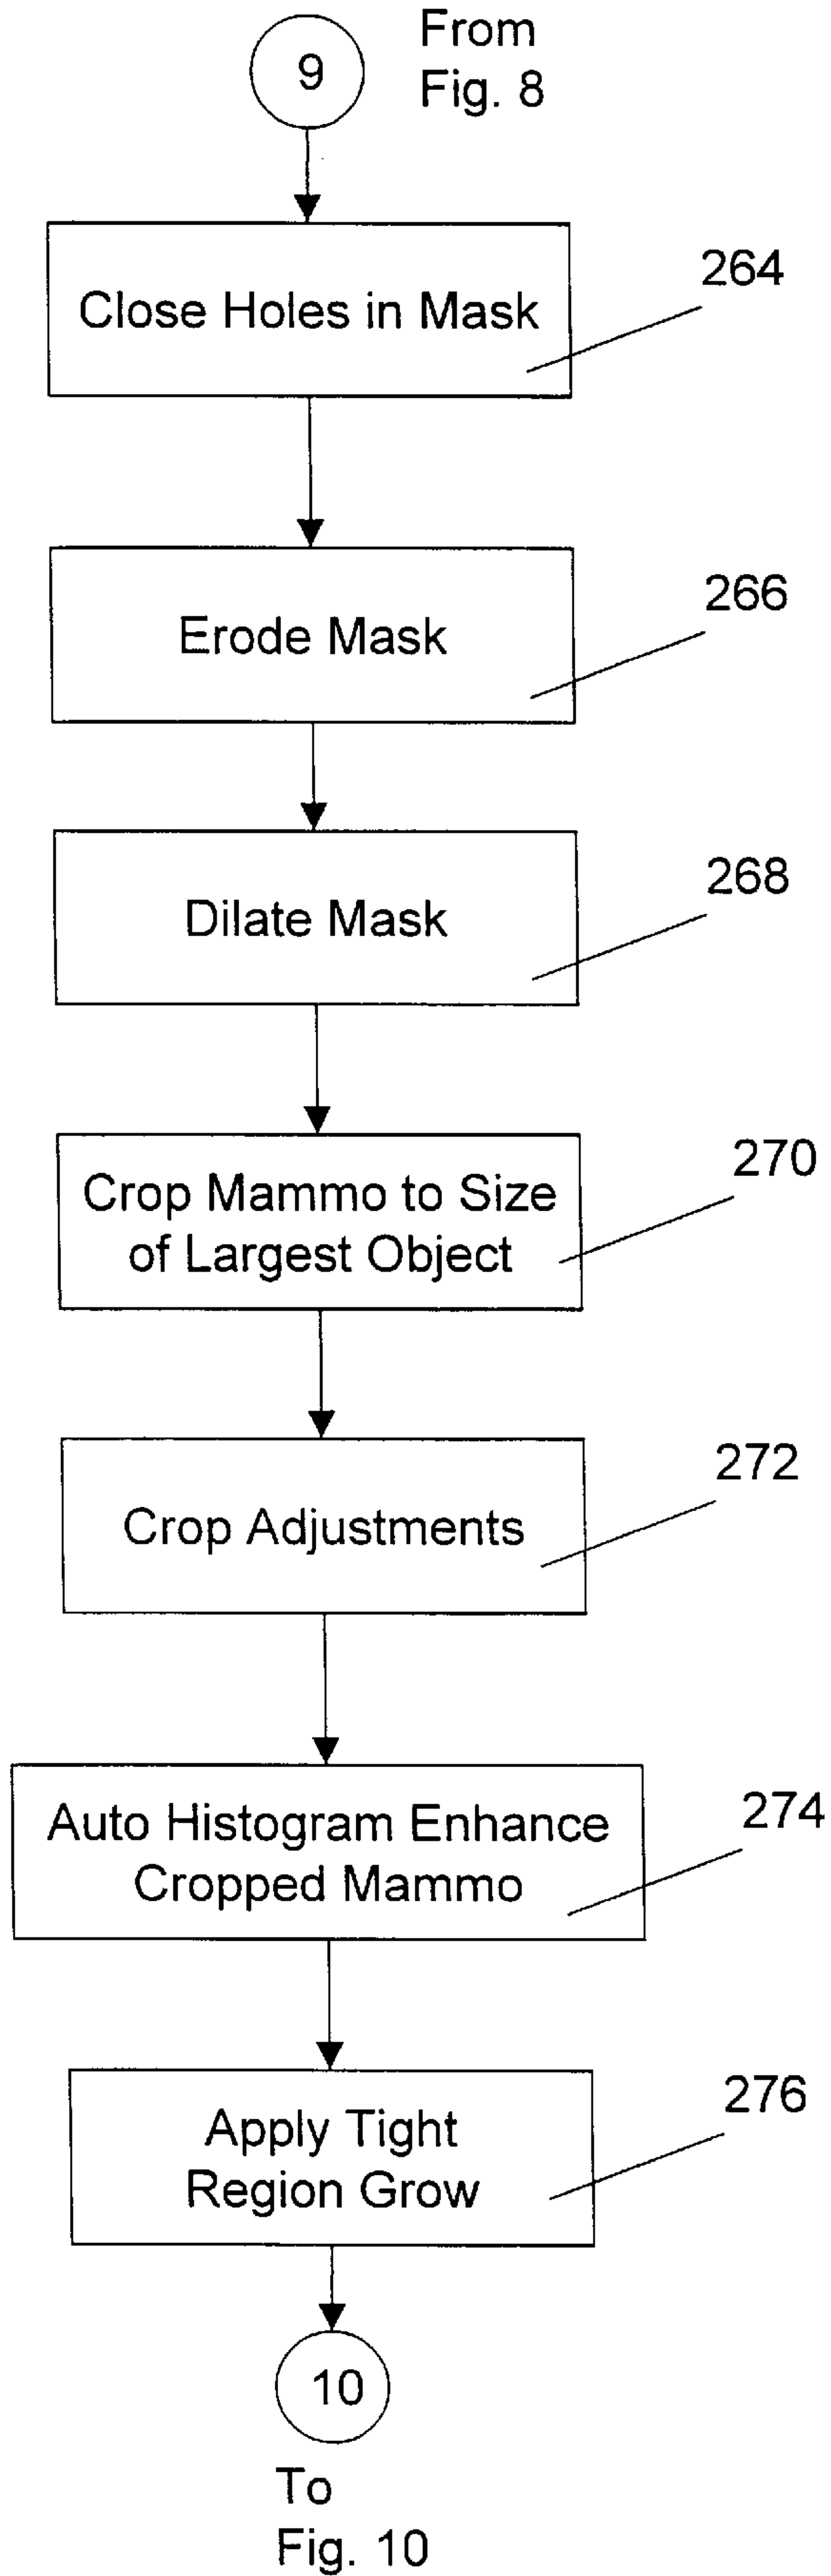 9
From
Fig. 8
Close Holes in Mask
264
Erode Mask
266
Dilate Mask
268
Crop Mammo to Size
of Largest Object
270
Crop Adjustments
272
Auto Histogram Enhance
Cropped Mammo
274
Apply Tight
Region Grow
276
10
To
Fig. 10